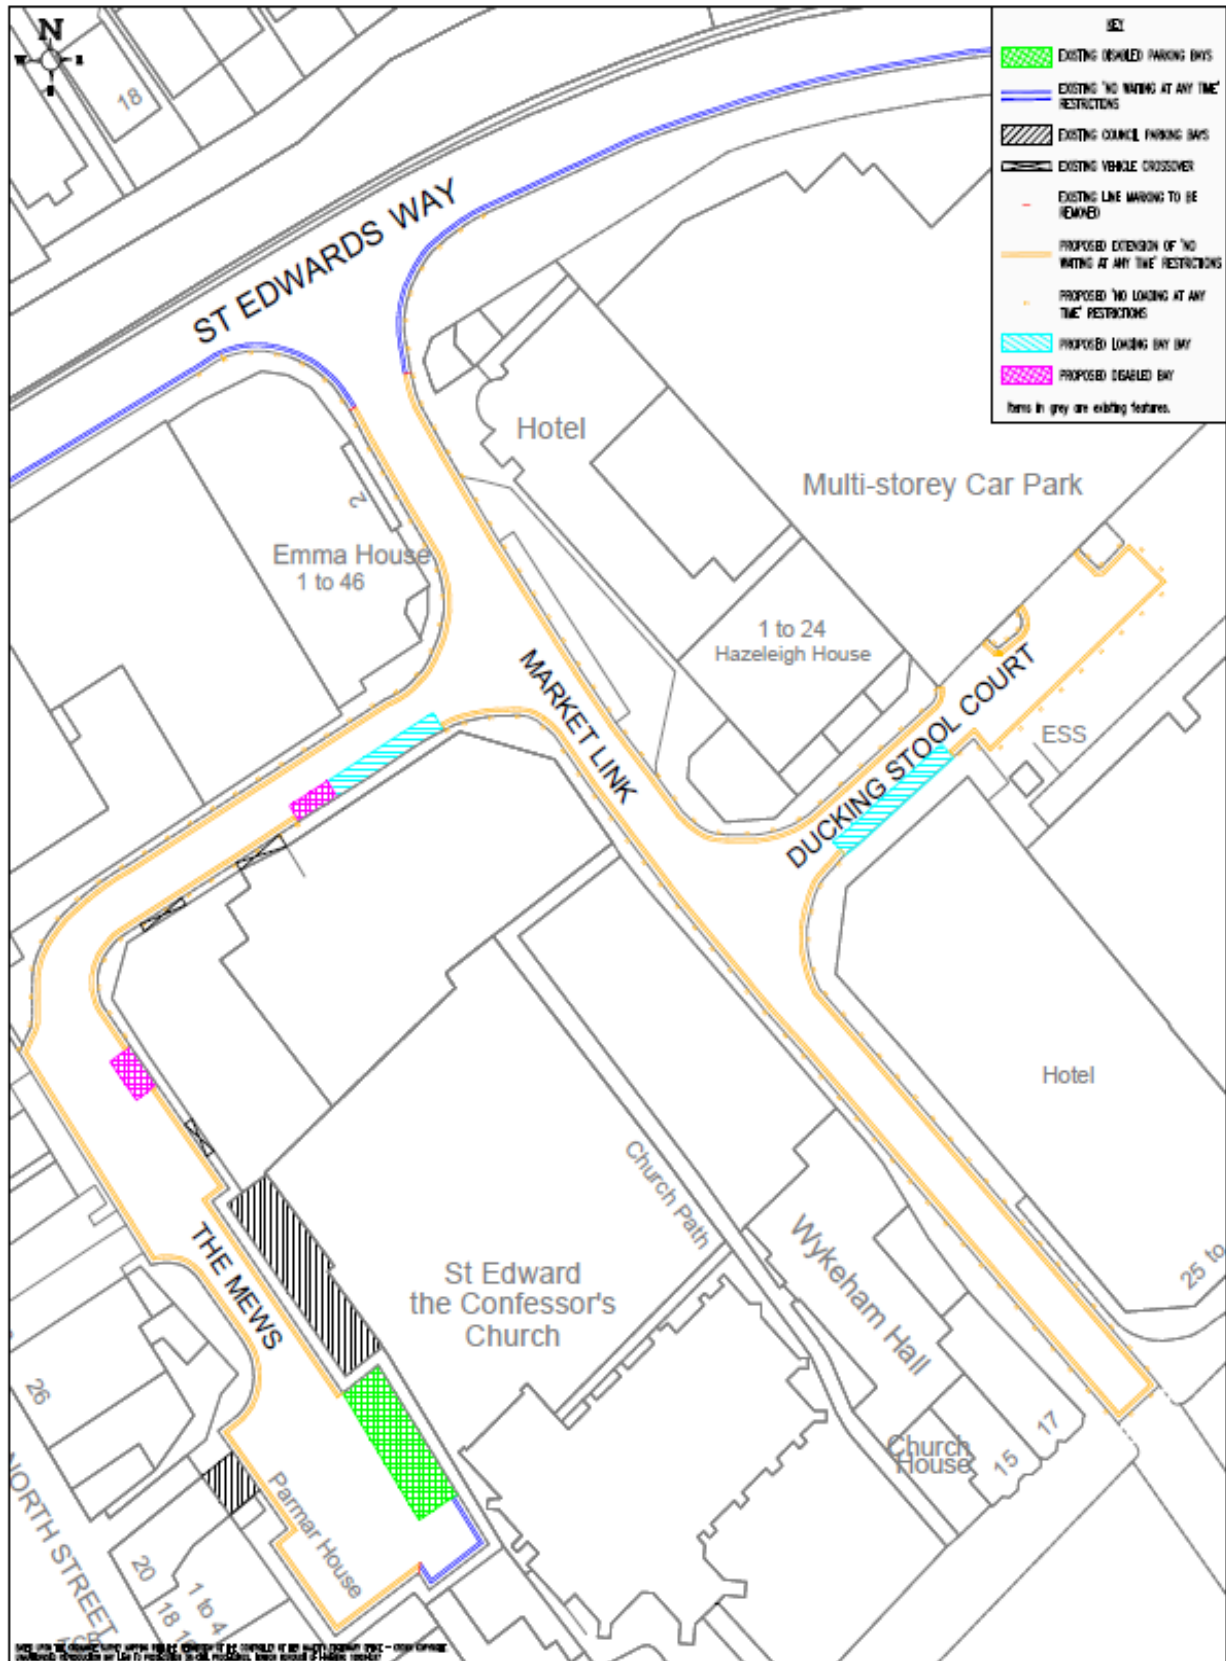 N
W
KEY
EXISTING DISABLED PARKING BAYS
EXISTING 'NO WAITING AT ANY TIME'
RESTRICTIONS
EXISTING COUNCIL PARKING BAYS
EXISTING VEHICLE CROSSOVER
EXISTING LINE MARKING TO BE
REMOVED
PROPOSED EXTENSION OF 'NO
WAITING AT ANY TIME' RESTRICTIONS
PROPOSED 'NO LOADING AT ANY
TIME' RESTRICTIONS
PROPOSED LOADING BAY BAY
PROPOSED DISABLED BAY
Items in grey are existing features.
18
ST EDWARDS WAY
Hotel
Multi-storey Car Park
2
Emma House
1 to 46
1 to 24
Hazeleigh House
MARKET LINK
DUCKING STOOL COURT
ESS
Hotel
Church Path
Wykeham Hall
25 to
THE MEWS
St Edward
the Confessor's
Church
26
Church
House
15
17
NORTH STREET
Parmar House
20
18
1 to 4